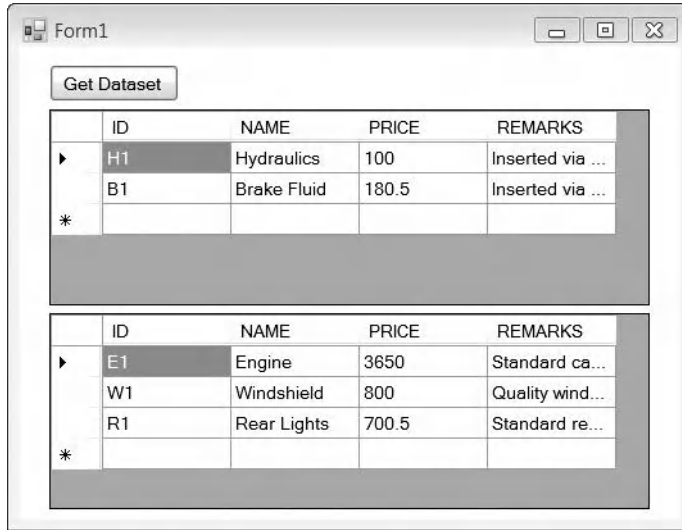 Form1
Get Dataset
ID NAME PRICE REMARKS
H1 Hydraulics 100 Inserted via ...
B1 Brake Fluid 180.5 Inserted via ...
*
ID NAME PRICE REMARKS
E1 Engine 3650 Standard ca...
W1 Windshield 800 Quality wind...
R1 Rear Lights 700.5 Standard re...
*